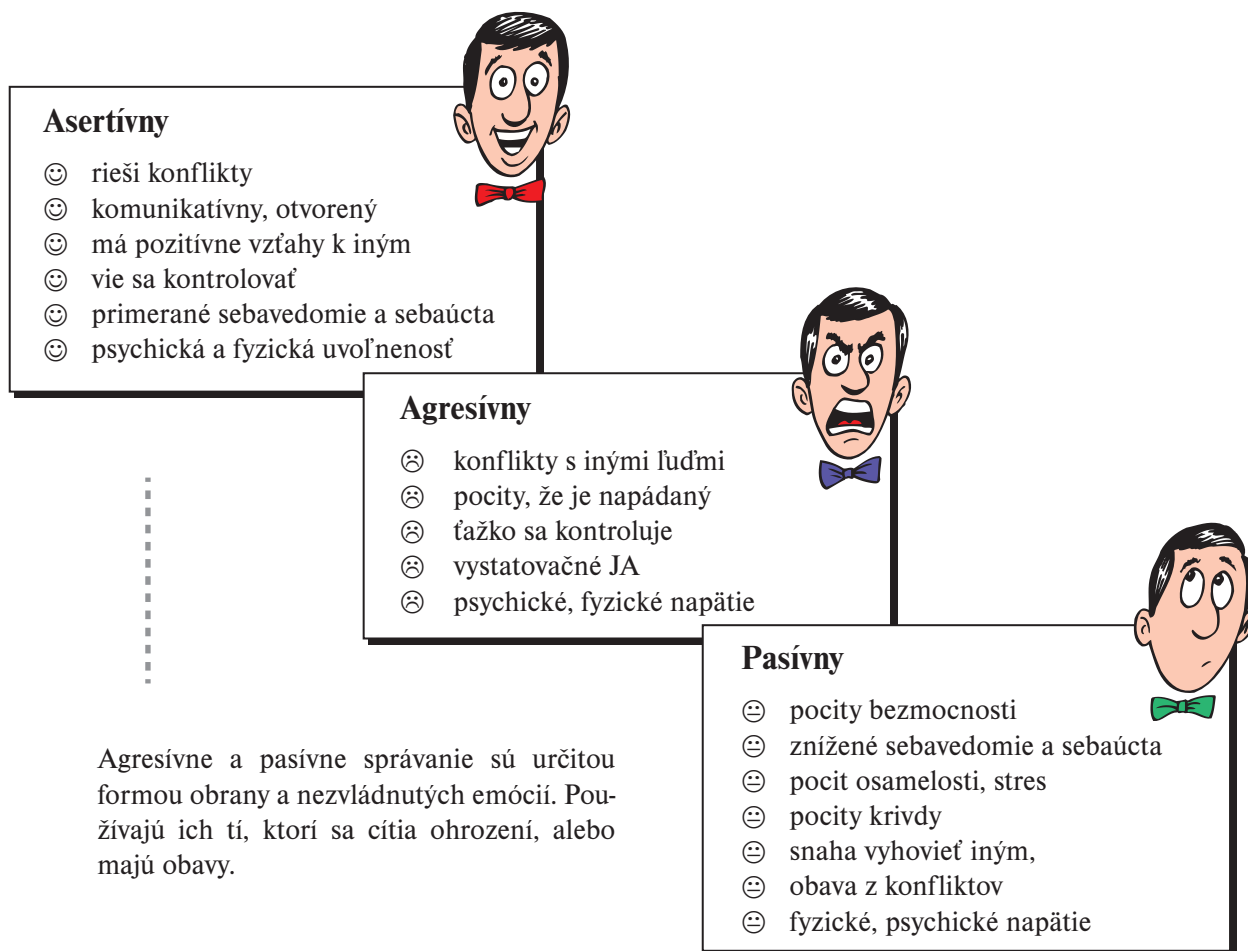 Asertívny
rieši konflikty
komunikatívny, otvorený
má pozitívne vzťahy k iným
vie sa kontrolovať
primerané sebavedomie a sebaúcta
psychická a fyzická uvoľnenosť
Agresívny
konflikty s inými ľuďmi
pocity, že je napádaný
ťažko sa kontroluje
vystatovačné JA
psychické, fyzické napätie
Pasívny
pocity bezmocnosti
znížené sebavedomie a sebaúcta
pocit osamelosti, stres
pocity krivdy
snaha vyhovieť iným,
obava z konfliktov
fyzické, psychické napätie
Agresívne a pasívne správanie sú určitou
formou obrany a nezvládnutých emócií. Pou-
žívajú ich tí, ktorí sa cítia ohrození, alebo
majú obavy.